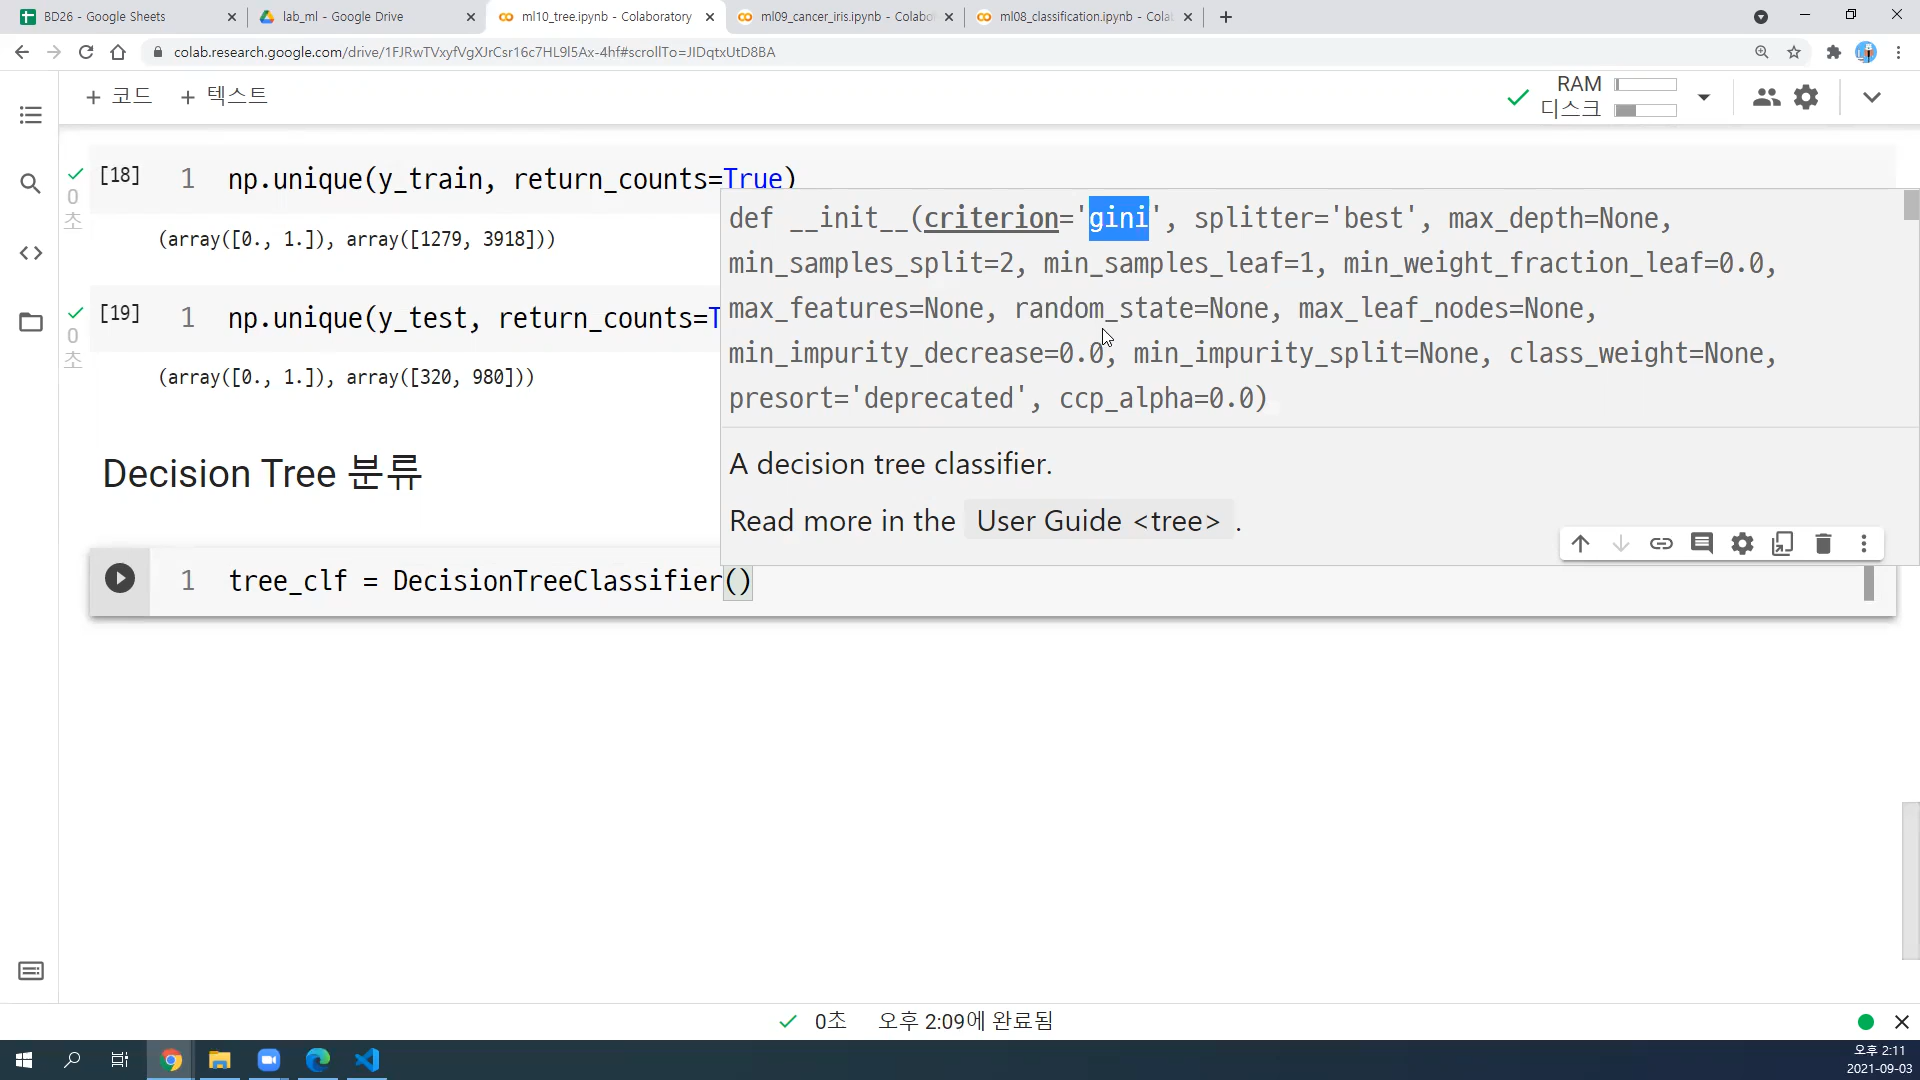 BD26 - Google Sheets
lab_ml - Google Drive
ml10_tree.ipynb - Colaboratory
ml09_cancer_iris.ipynb - Colabo
ml08_classification.ipynb - Cola
colab.research.google.com/drive/1FJRwTVxyfVgXJrCsr16c7HL9l5Ax-4hf#scrollTo=JIDqtxUtD8BA
+ 코드 + 텍스트
RAM
디스크
[18] 1 np.unique(y_train, return_counts=True)
0
초
(array([0., 1.]), array([1279, 3918]))
[19] 1 np.unique(y_test, return_counts=T
0
초
(array([0., 1.]), array([320, 980]))
def __init__(criterion='gini', splitter='best', max_depth=None,
min_samples_split=2, min_samples_leaf=1, min_weight_fraction_leaf=0.0,
max_features=None, random_state=None, max_leaf_nodes=None,
min_impurity_decrease=0.0, min_impurity_split=None, class_weight=None,
presort='deprecated', ccp_alpha=0.0)
A decision tree classifier.
Read more in the User Guide <tree> .
Decision Tree 분류
1 tree_clf = DecisionTreeClassifier()
0초 오후 2:09에 완료됨
오후 2:11
2021-09-03